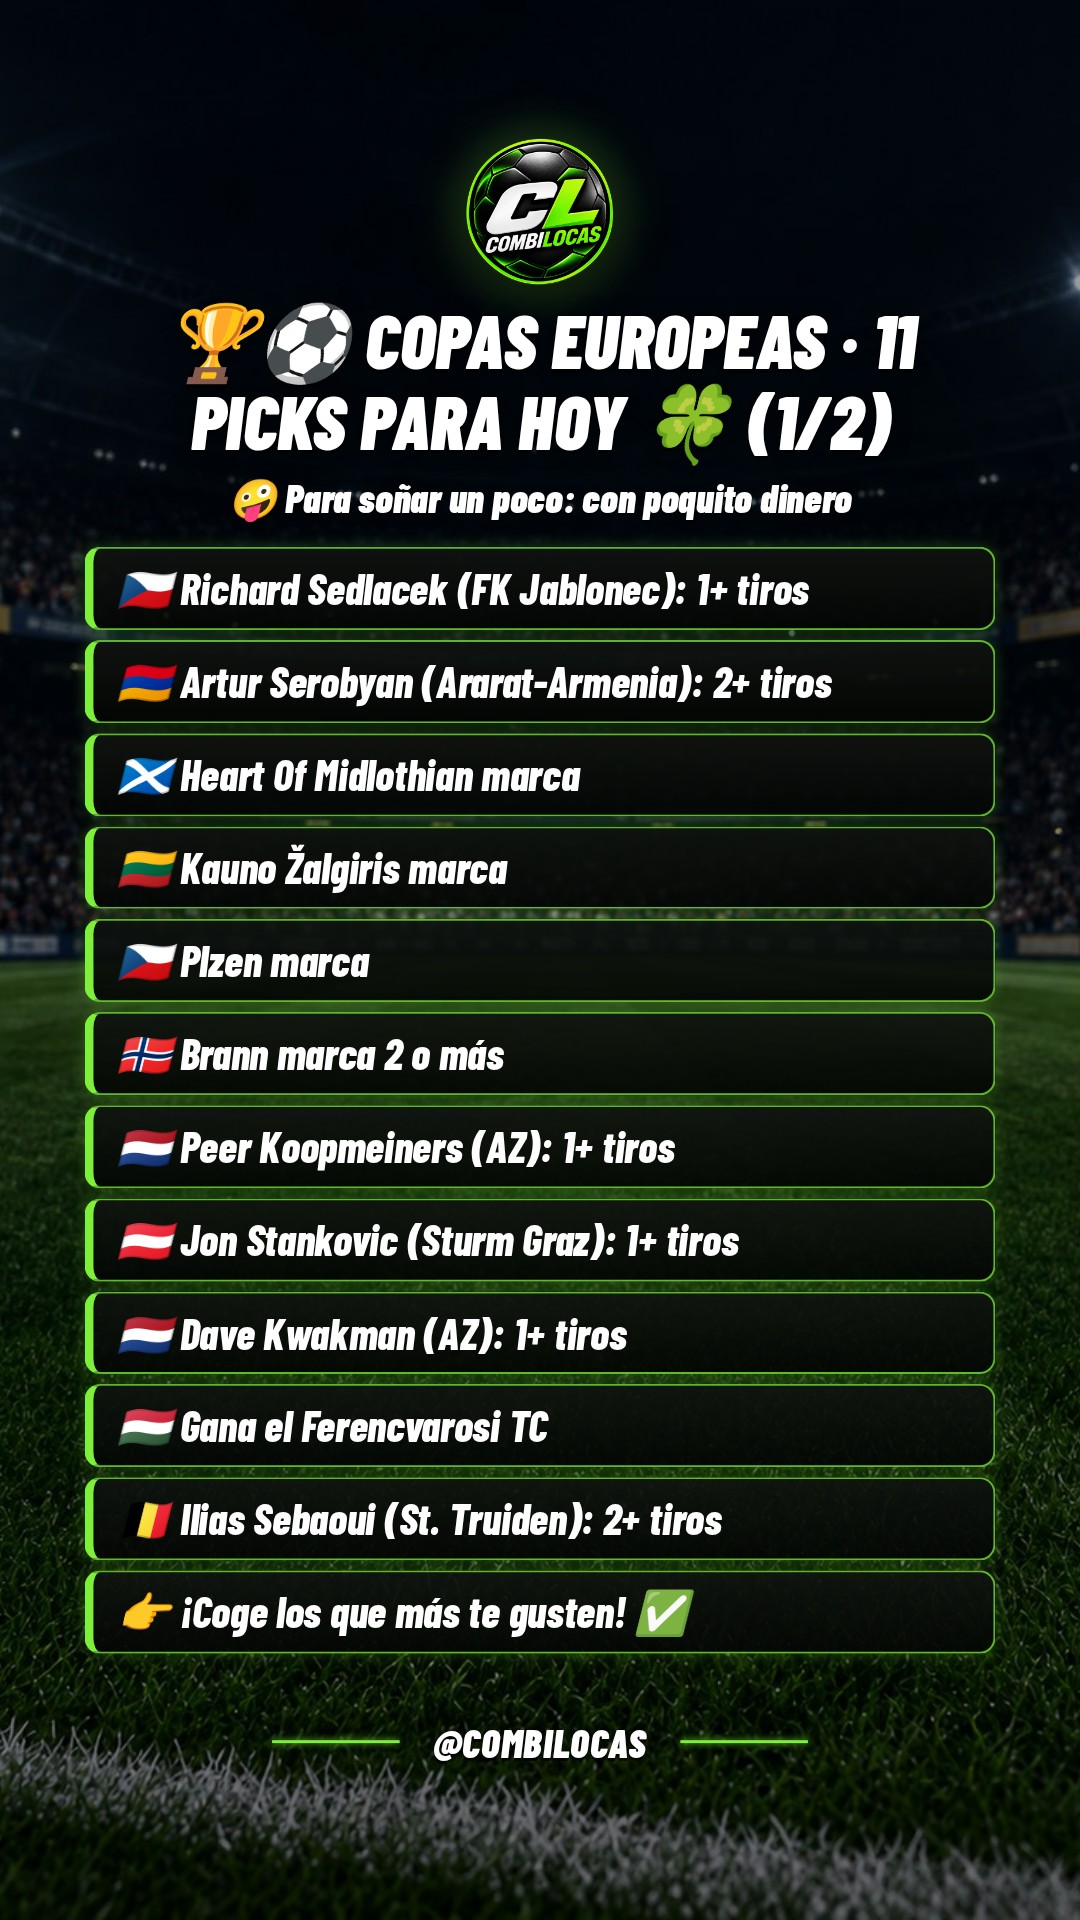 CL
COMBILOCAS
🏆⚽ COPAS EUROPEAS · 11
PICKS PARA HOY 🍀 (1/2)
🤪 Para soñar un poco: con poquito dinero
🇨🇿 Richard Sedlacek (FK Jablonec): 1+ tiros
🇦🇲 Artur Serobyan (Ararat-Armenia): 2+ tiros
🏴󠁧󠁢󠁳󠁣󠁴󠁿 Heart Of Midlothian marca
🇱🇹 Kauno Žalgiris marca
🇨🇿 Plzen marca
🇳🇴 Brann marca 2 o más
🇳🇱 Peer Koopmeiners (AZ): 1+ tiros
🇦🇹 Jon Stankovic (Sturm Graz): 1+ tiros
🇳🇱 Dave Kwakman (AZ): 1+ tiros
🇭🇺 Gana el Ferencvarosi TC
🇧🇪 Ilias Sebaoui (St. Truiden): 2+ tiros
👉 ¡Coge los que más te gusten! ✅
@COMBILOCAS